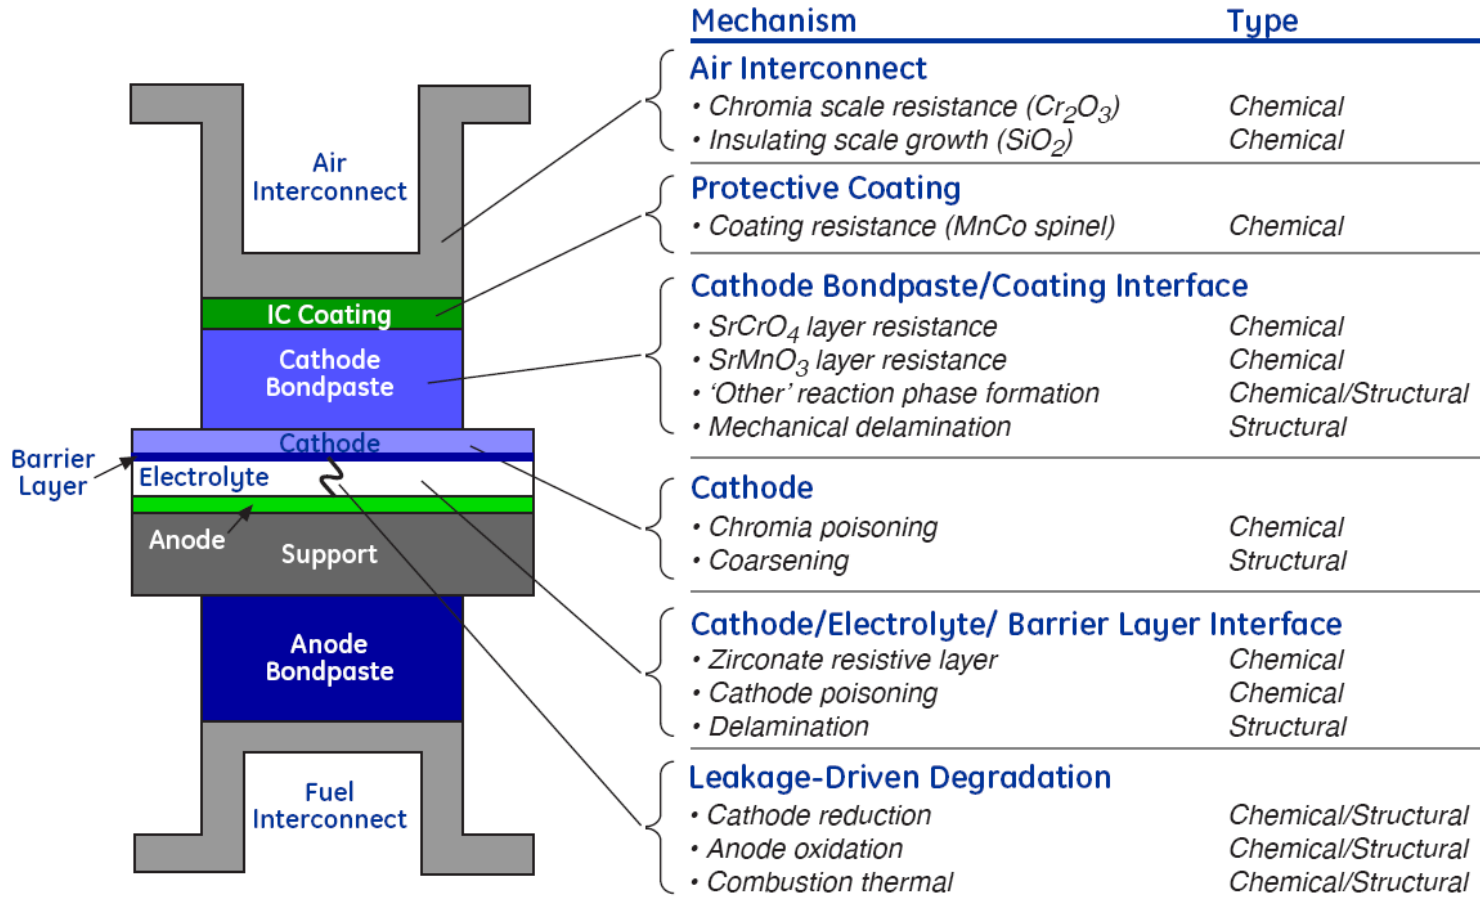 Mechanism Type
Air Interconnect
• Chromia scale resistance (Cr2O3) Chemical
• Insulating scale growth (SiO2) Chemical
Protective Coating
• Coating resistance (MnCo spinel) Chemical
Cathode Bondpaste/Coating Interface
• SrCrO4 layer resistance Chemical
• SrMnO3 layer resistance Chemical
• ‘Other’ reaction phase formation Chemical/Structural
• Mechanical delamination Structural
Cathode
• Chromia poisoning Chemical
• Coarsening Structural
Cathode/Electrolyte/ Barrier Layer Interface
• Zirconate resistive layer Chemical
• Cathode poisoning Chemical
• Delamination Structural
Leakage-Driven Degradation
• Cathode reduction Chemical/Structural
• Anode oxidation Chemical/Structural
• Combustion thermal Chemical/Structural
Air
Interconnect
IC Coating
Cathode
Bondpaste
Cathode
Barrier
Layer
Electrolyte
Anode
Support
Anode
Bondpaste
Fuel
Interconnect